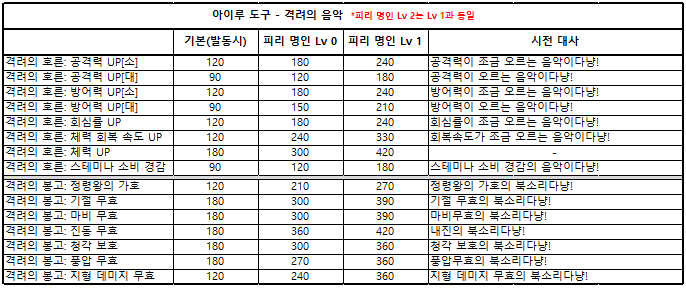 아이루 도구 - 격려의 음악 *피리 명인 Lv 2는 Lv 1과 동일
기본(발동시) 피리 명인 Lv 0 피리 명인 Lv 1 시전 대사
격려의 호른: 공격력 UP[소] 120 180 240 공격력이 조금 오르는 음악이다냥!
격려의 호른: 공격력 UP[대] 90 120 180 공격력이 오르는 음악이다냥!
격려의 호른: 방어력 UP[소] 120 180 240 방어력이 조금 오르는 음악이다냥!
격려의 호른: 방어력 UP[대] 90 150 210 방어력이 오르는 음악이다냥!
격려의 호른: 회심률 UP 120 180 240 회심률이 조금 오르는 음악이다냥!
격려의 호른: 체력 회복 속도 UP 120 240 330 회복속도가 조금 오르는 음악이다냥!
격려의 호른: 체력 UP 180 300 420 -
격려의 호른: 스테미나 소비 경감 90 120 180 스테미나 소비 경감의 음악이다냥!
격려의 봉고: 정령왕의 가호 120 210 270 정령왕의 가호의 북소리다냥!
격려의 봉고: 기절 무효 180 300 390 기절 무효의 북소리다냥!
격려의 봉고: 마비 무효 180 300 390 마비무효의 북소리다냥!
격려의 봉고: 진동 무효 180 360 420 내진의 북소리다냥!
격려의 봉고: 청각 보호 180 300 360 청각 보호의 북소리다냥!
격려의 봉고: 풍압 무효 180 270 360 풍압무효의 북소리다냥!
격려의 봉고: 지형 데미지 무효 120 240 360 지형 데미지 무효의 북소리다냥!